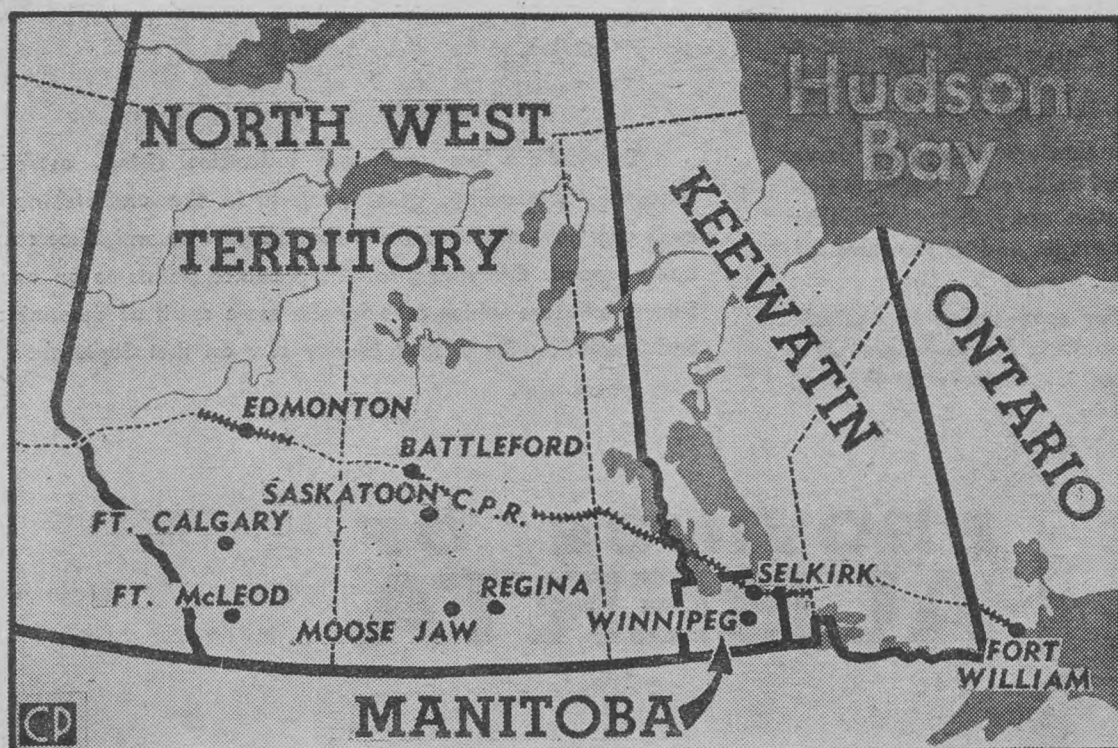 Hudson
Bay
NORTH WEST
TERRITORY
KEEWATIN
ONTARIO
EDMONTON
BATTLEFORD
SASKATOON
C.P.R.
FT. CALGARY
FT. McLEOD
REGINA
MOOSE JAW
SELKIRK
WINNIPEG
FORT
WILLIAM
MANITOBA
CP